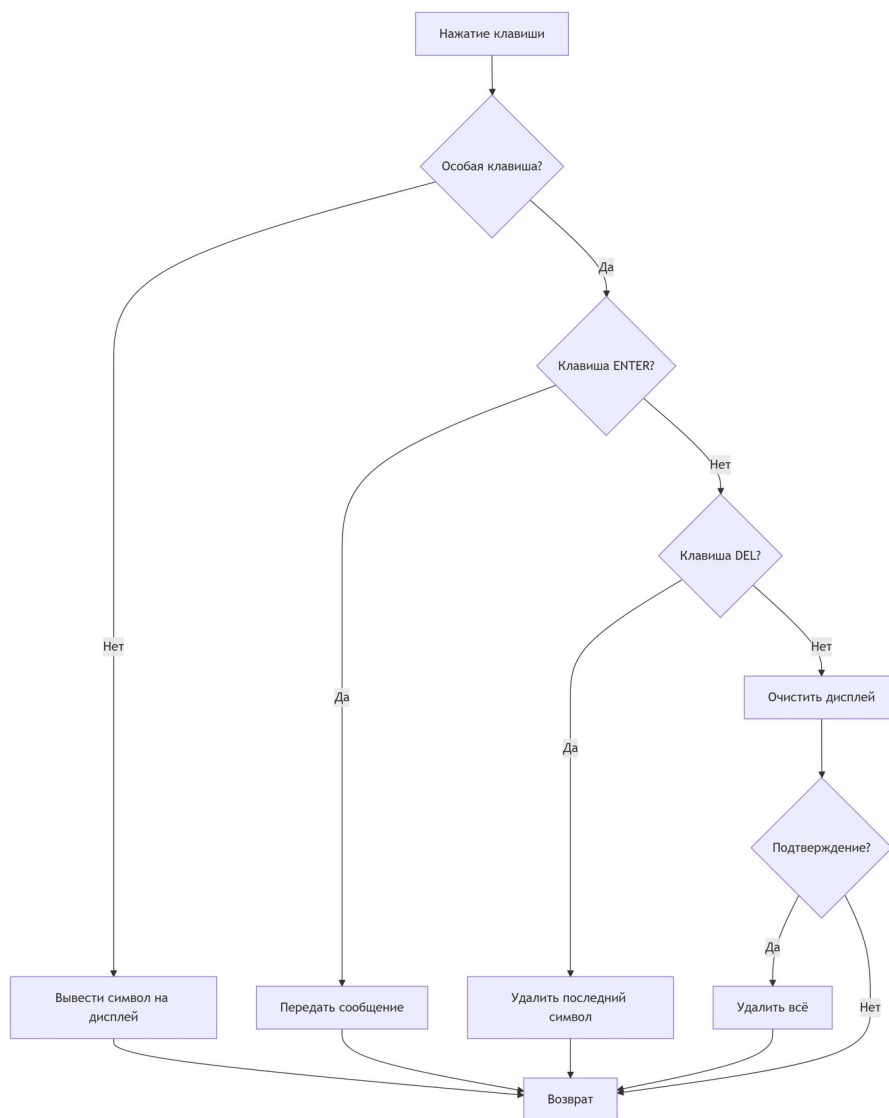 Нажатие клавиши
Особая клавиша?
Да
Клавиша ENTER?
Нет
Клавиша DEL?
Нет
Нет
Очистить дисплей
Да
Да
Подтверждение?
Да
Вывести символ на
дисплей
Передать сообщение
Удалить последний
символ
Удалить всё
Нет
Возврат